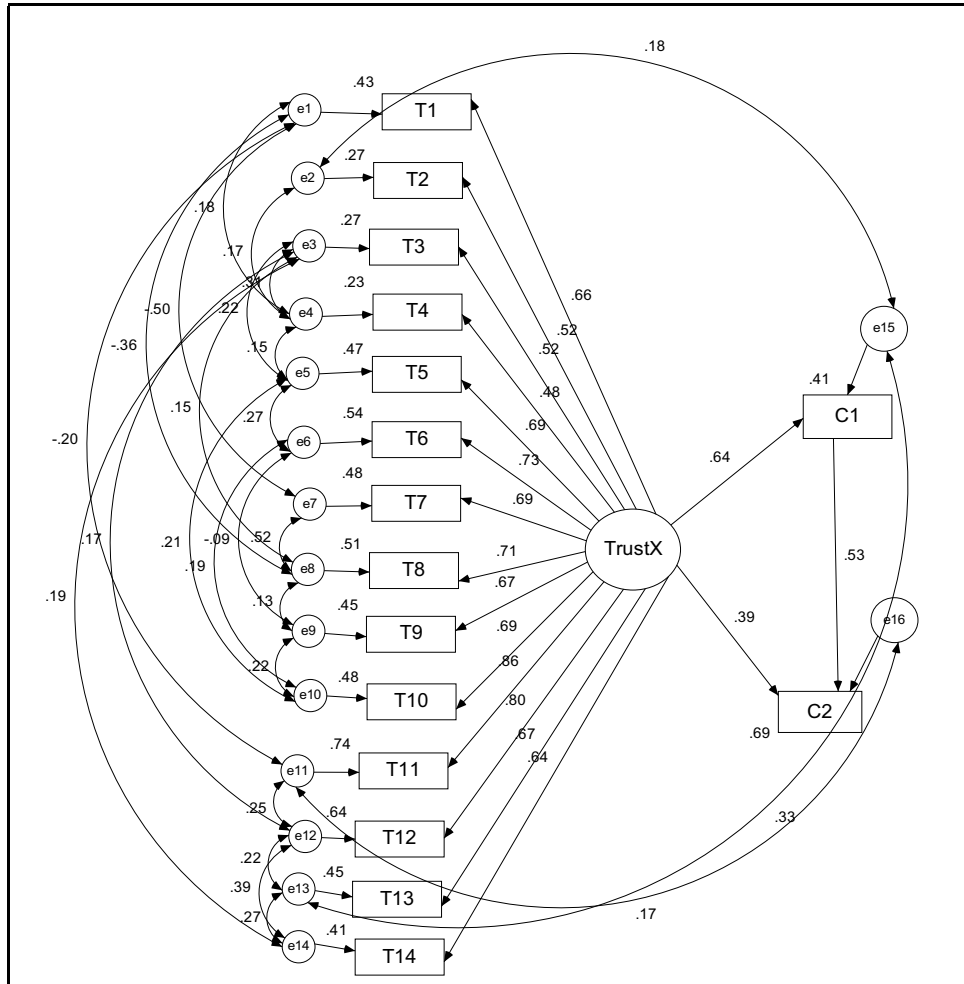 .18
.43
e1
T1
.27
e2
T2
.18
.27
e3
T3
.17
.31
.23
e4
T4
.66
.52
.52
-.50
.22
-.36
.15
.47
e5
T5
.48
e15
.41
C1
.15
.27
.54
e6
T6
.69
.73
-.20
.48
e7
T7
.69
.64
TrustX
.17
.21
-.09
.52
.51
e8
T8
.71
.67
.53
.19
.19
.13
.45
e9
T9
.69
.39
e16
.22
.48
e10
T10
.86
.80
C2
.69
.74
e11
T11
.67
.64
.25
.64
e12
T12
.33
.22
.39
.45
e13
T13
.17
.27
.41
e14
T14